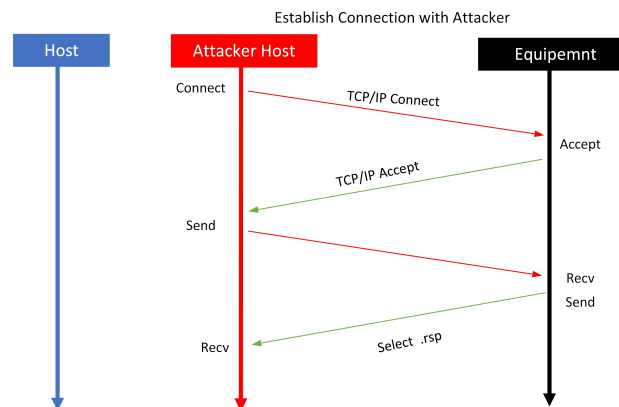 Establish Connection with Attacker
Host
Attacker Host
Equipemnt
Connect
TCP/IP Connect
Accept
TCP/IP Accept
Send
Recv
Send
Select .rsp
Recv